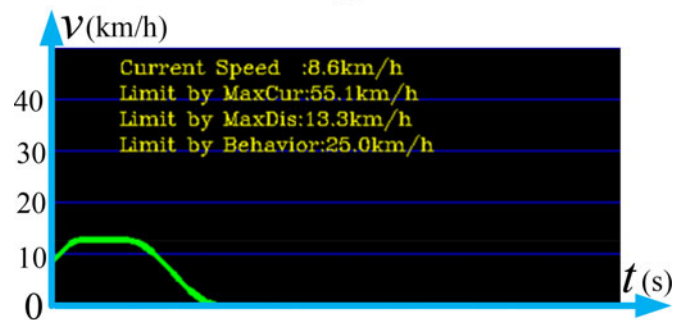 v(km/h)
Current Speed :8.6km/h
Limit by MaxCur:55.1km/h
Limit by MaxDis:13.3km/h
Limit by Behavior:25.0km/h
40
30
20
10
0
t(s)